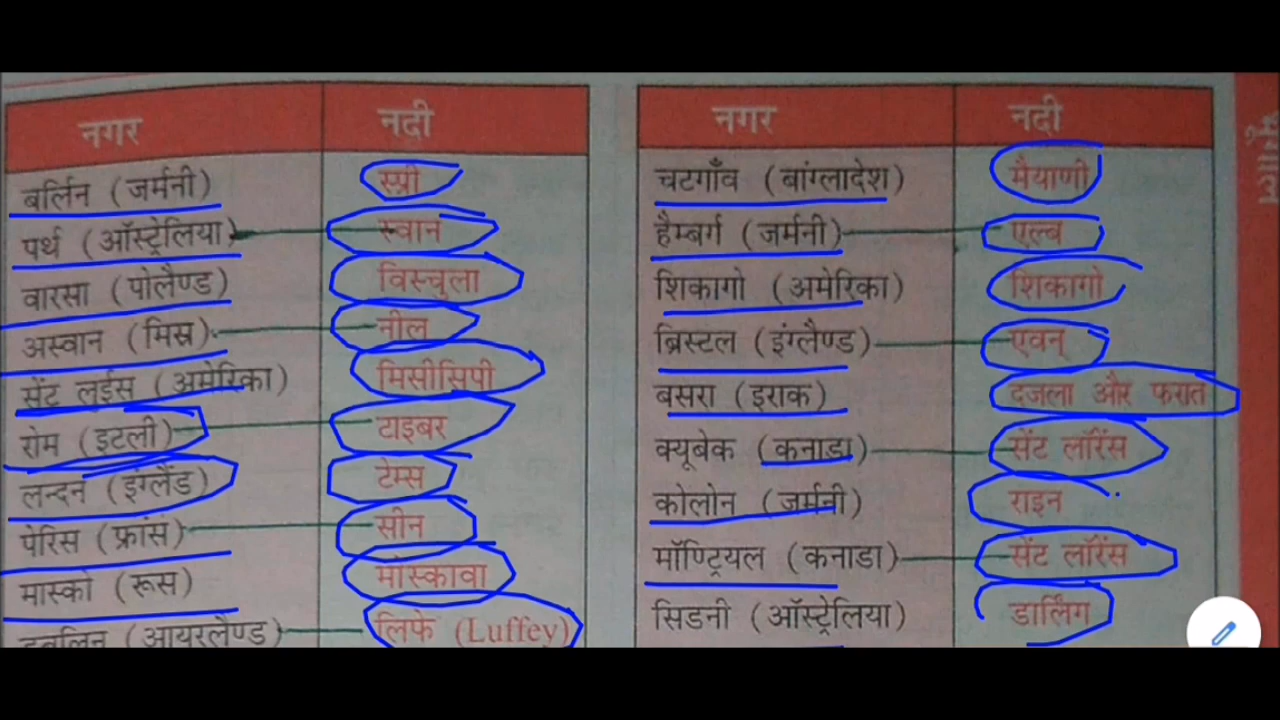 नगर नदी
बर्लिन (जर्मनी) स्प्री
पर्थ (ऑस्ट्रेलिया) स्वान
वारसा (पोलैण्ड) विस्चुला
अस्वान (मिस्र) नील
सेंट लुईस (अमेरिका) मिसीसिपी
रोम (इटली) टाइबर
लन्दन (इंग्लैंड) टेम्स
पेरिस (फ्रांस) सीन
मास्को (रूस) मोस्कावा
डबलिन (आयरलैण्ड) लिफे (Luffey)
नगर नदी
चटगाँव (बांग्लादेश) मैयाणी
हैम्बर्ग (जर्मनी) एल्ब
शिकागो (अमेरिका) शिकागो
ब्रिस्टल (इंग्लैण्ड) एवन्
बसरा (इराक) दजला और फरात
क्यूबेक (कनाडा) सेंट लॉरेंस
कोलोन (जर्मनी) राइन
मॉण्ट्रियल (कनाडा) सेंट लॉरेंस
सिडनी (ऑस्ट्रेलिया) डार्लिंग
भूगोल